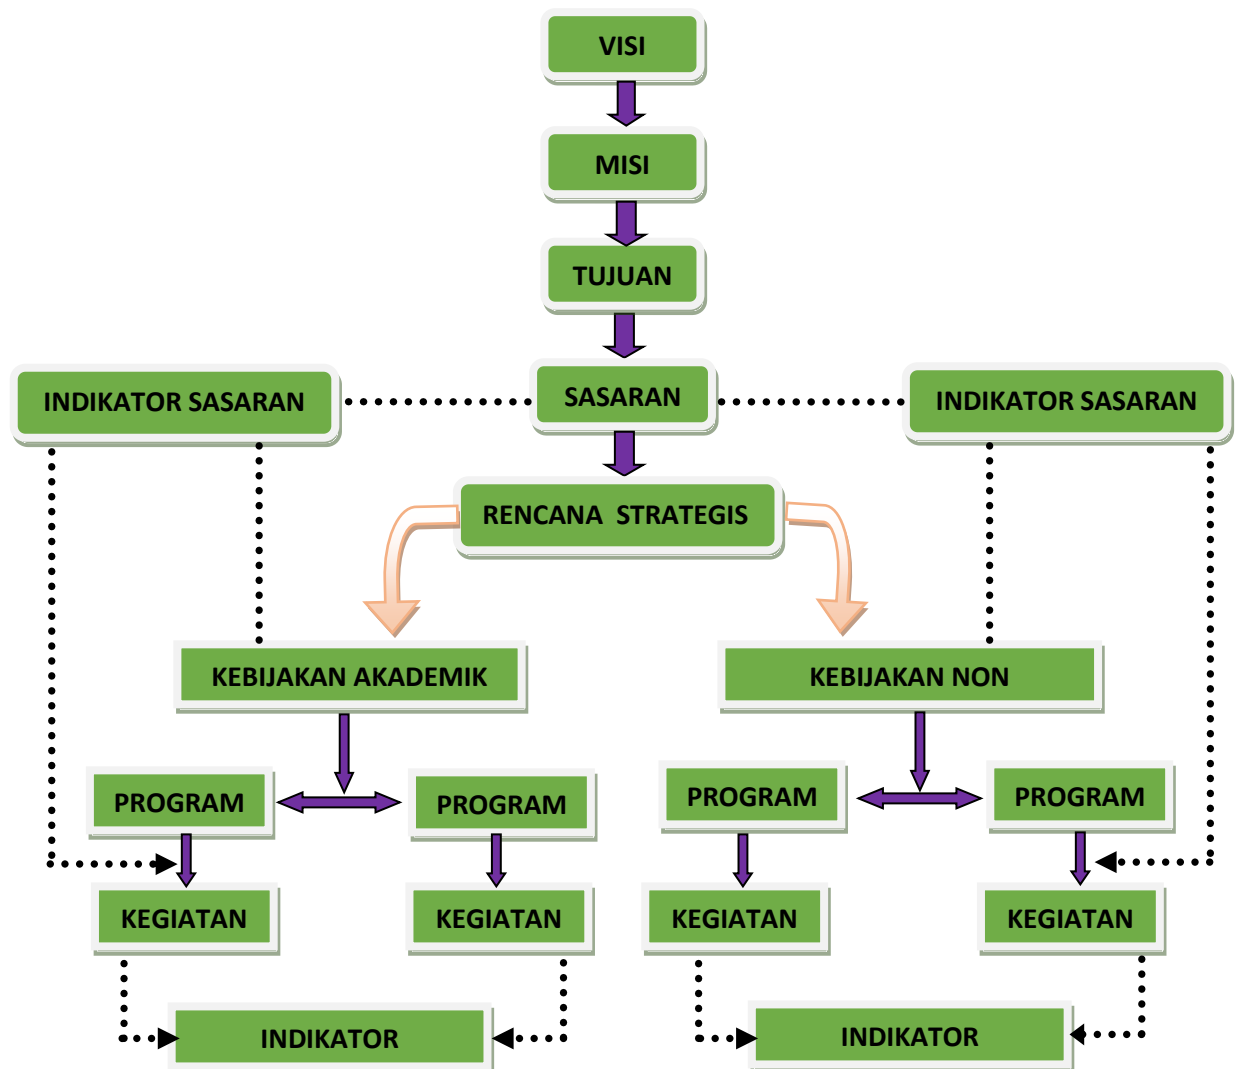 VISI
MISI
TUJUAN
SASARAN
INDIKATOR SASARAN
INDIKATOR SASARAN
RENCANA STRATEGIS
KEBIJAKAN AKADEMIK
KEBIJAKAN NON
PROGRAM
PROGRAM
PROGRAM
PROGRAM
KEGIATAN
KEGIATAN
KEGIATAN
KEGIATAN
INDIKATOR
INDIKATOR